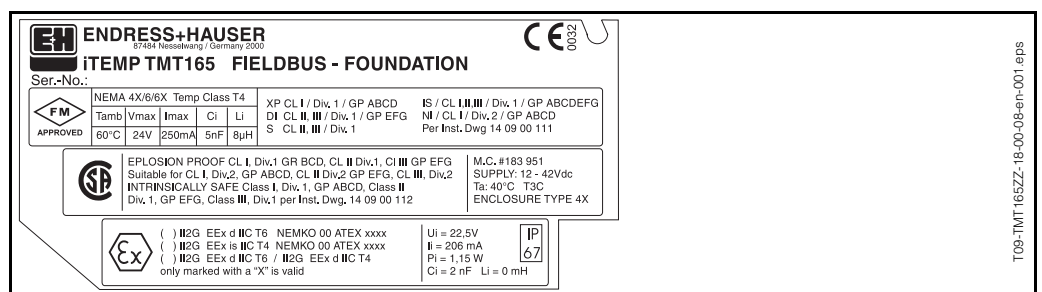 E+H ENDRESS+HAUSER
87484 Nesselwang / Germany 2000
iTEMP TMT165 FIELDBUS - FOUNDATION
CE 0032
Ser.-No.:
FM
APPROVED
NEMA 4X/6/6X Temp Class T4
Tamb Vmax Imax Ci Li
60°C 24V 250mA 5nF 8µH
XP CL I / Div. 1 / GP ABCD
DI CL II, III / Div. 1 / GP EFG
S CL II, III / Div. 1
IS / CL I,II,III / Div. 1 / GP ABCDEFG
NI / CL I / Div. 2 / GP ABCD
Per Inst. Dwg 14 09 00 111
SA
EPLOSION PROOF CL I, Div.1 GR BCD, CL II Div.1, Cl III GP EFG
Suitable for CL I, Div.2, GP ABCD, CL II Div.2 GP EFG, CL III, Div.2
INTRINSICALLY SAFE Class I, Div. 1, GP ABCD, Class II
Div. 1, GP EFG, Class III, Div.1 per Inst. Dwg. 14 09 00 112
M.C. #183 951
SUPPLY: 12 - 42Vdc
Ta: 40°C T3C
ENCLOSURE TYPE 4X
Ex
( ) II2G EEx d IIC T6 NEMKO 00 ATEX xxxx
( ) II2G EEx is IIC T4 NEMKO 00 ATEX xxxx
( ) II2G EEx d IIC T6 / II2G EEx d IIC T4
only marked with a "X" is valid
Ui = 22,5V
Ii = 206 mA
Pi = 1,15 W
Ci = 2 nF Li = 0 mH
IP
67
T09-TMT165ZZ-18-00-08-en-001.eps